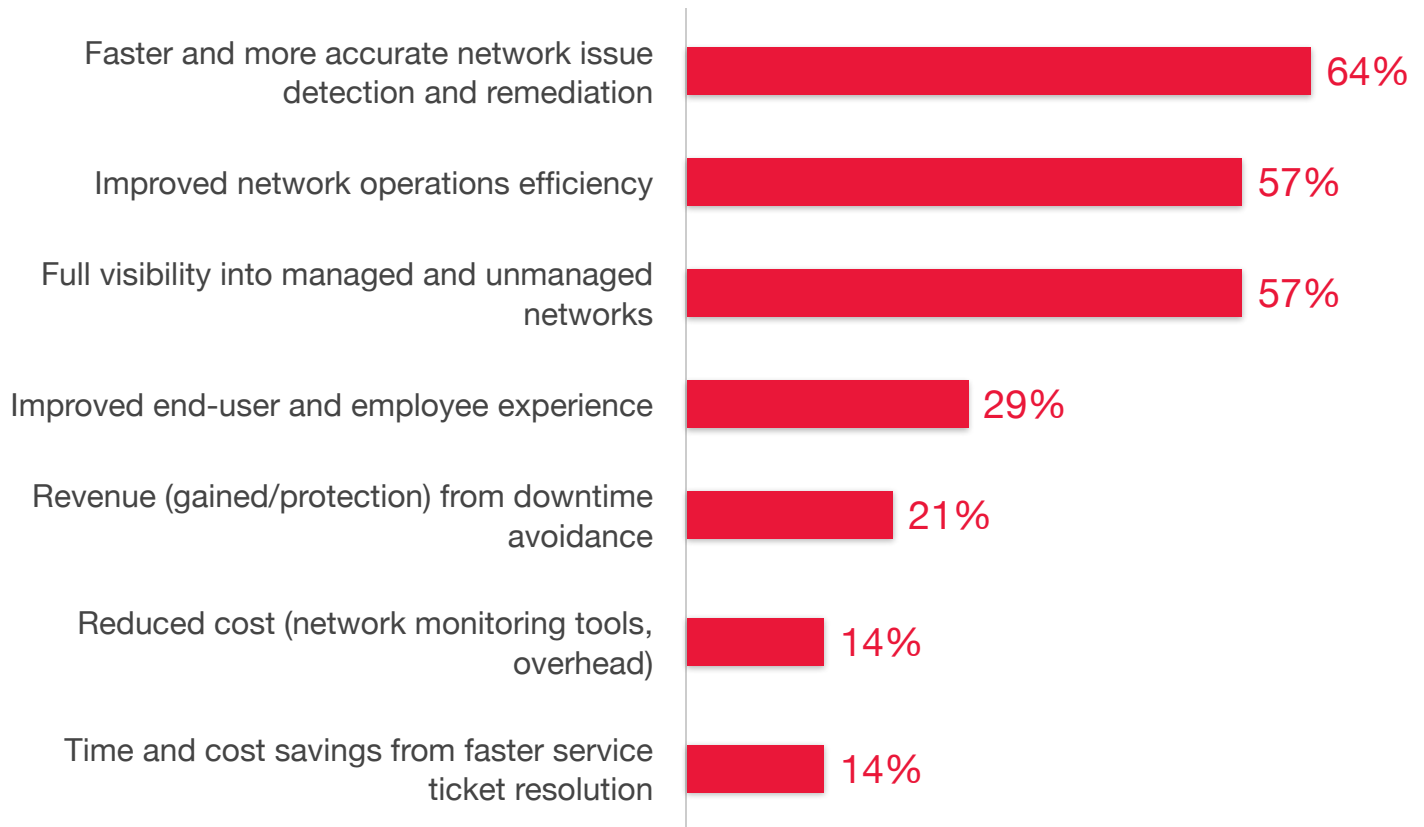 Faster and more accurate network issue
detection and remediation
64%
Improved network operations efficiency
57%
Full visibility into managed and unmanaged
networks
57%
Improved end-user and employee experience
29%
Revenue (gained/protection) from downtime
avoidance
21%
Reduced cost (network monitoring tools,
overhead)
14%
Time and cost savings from faster service
ticket resolution
14%